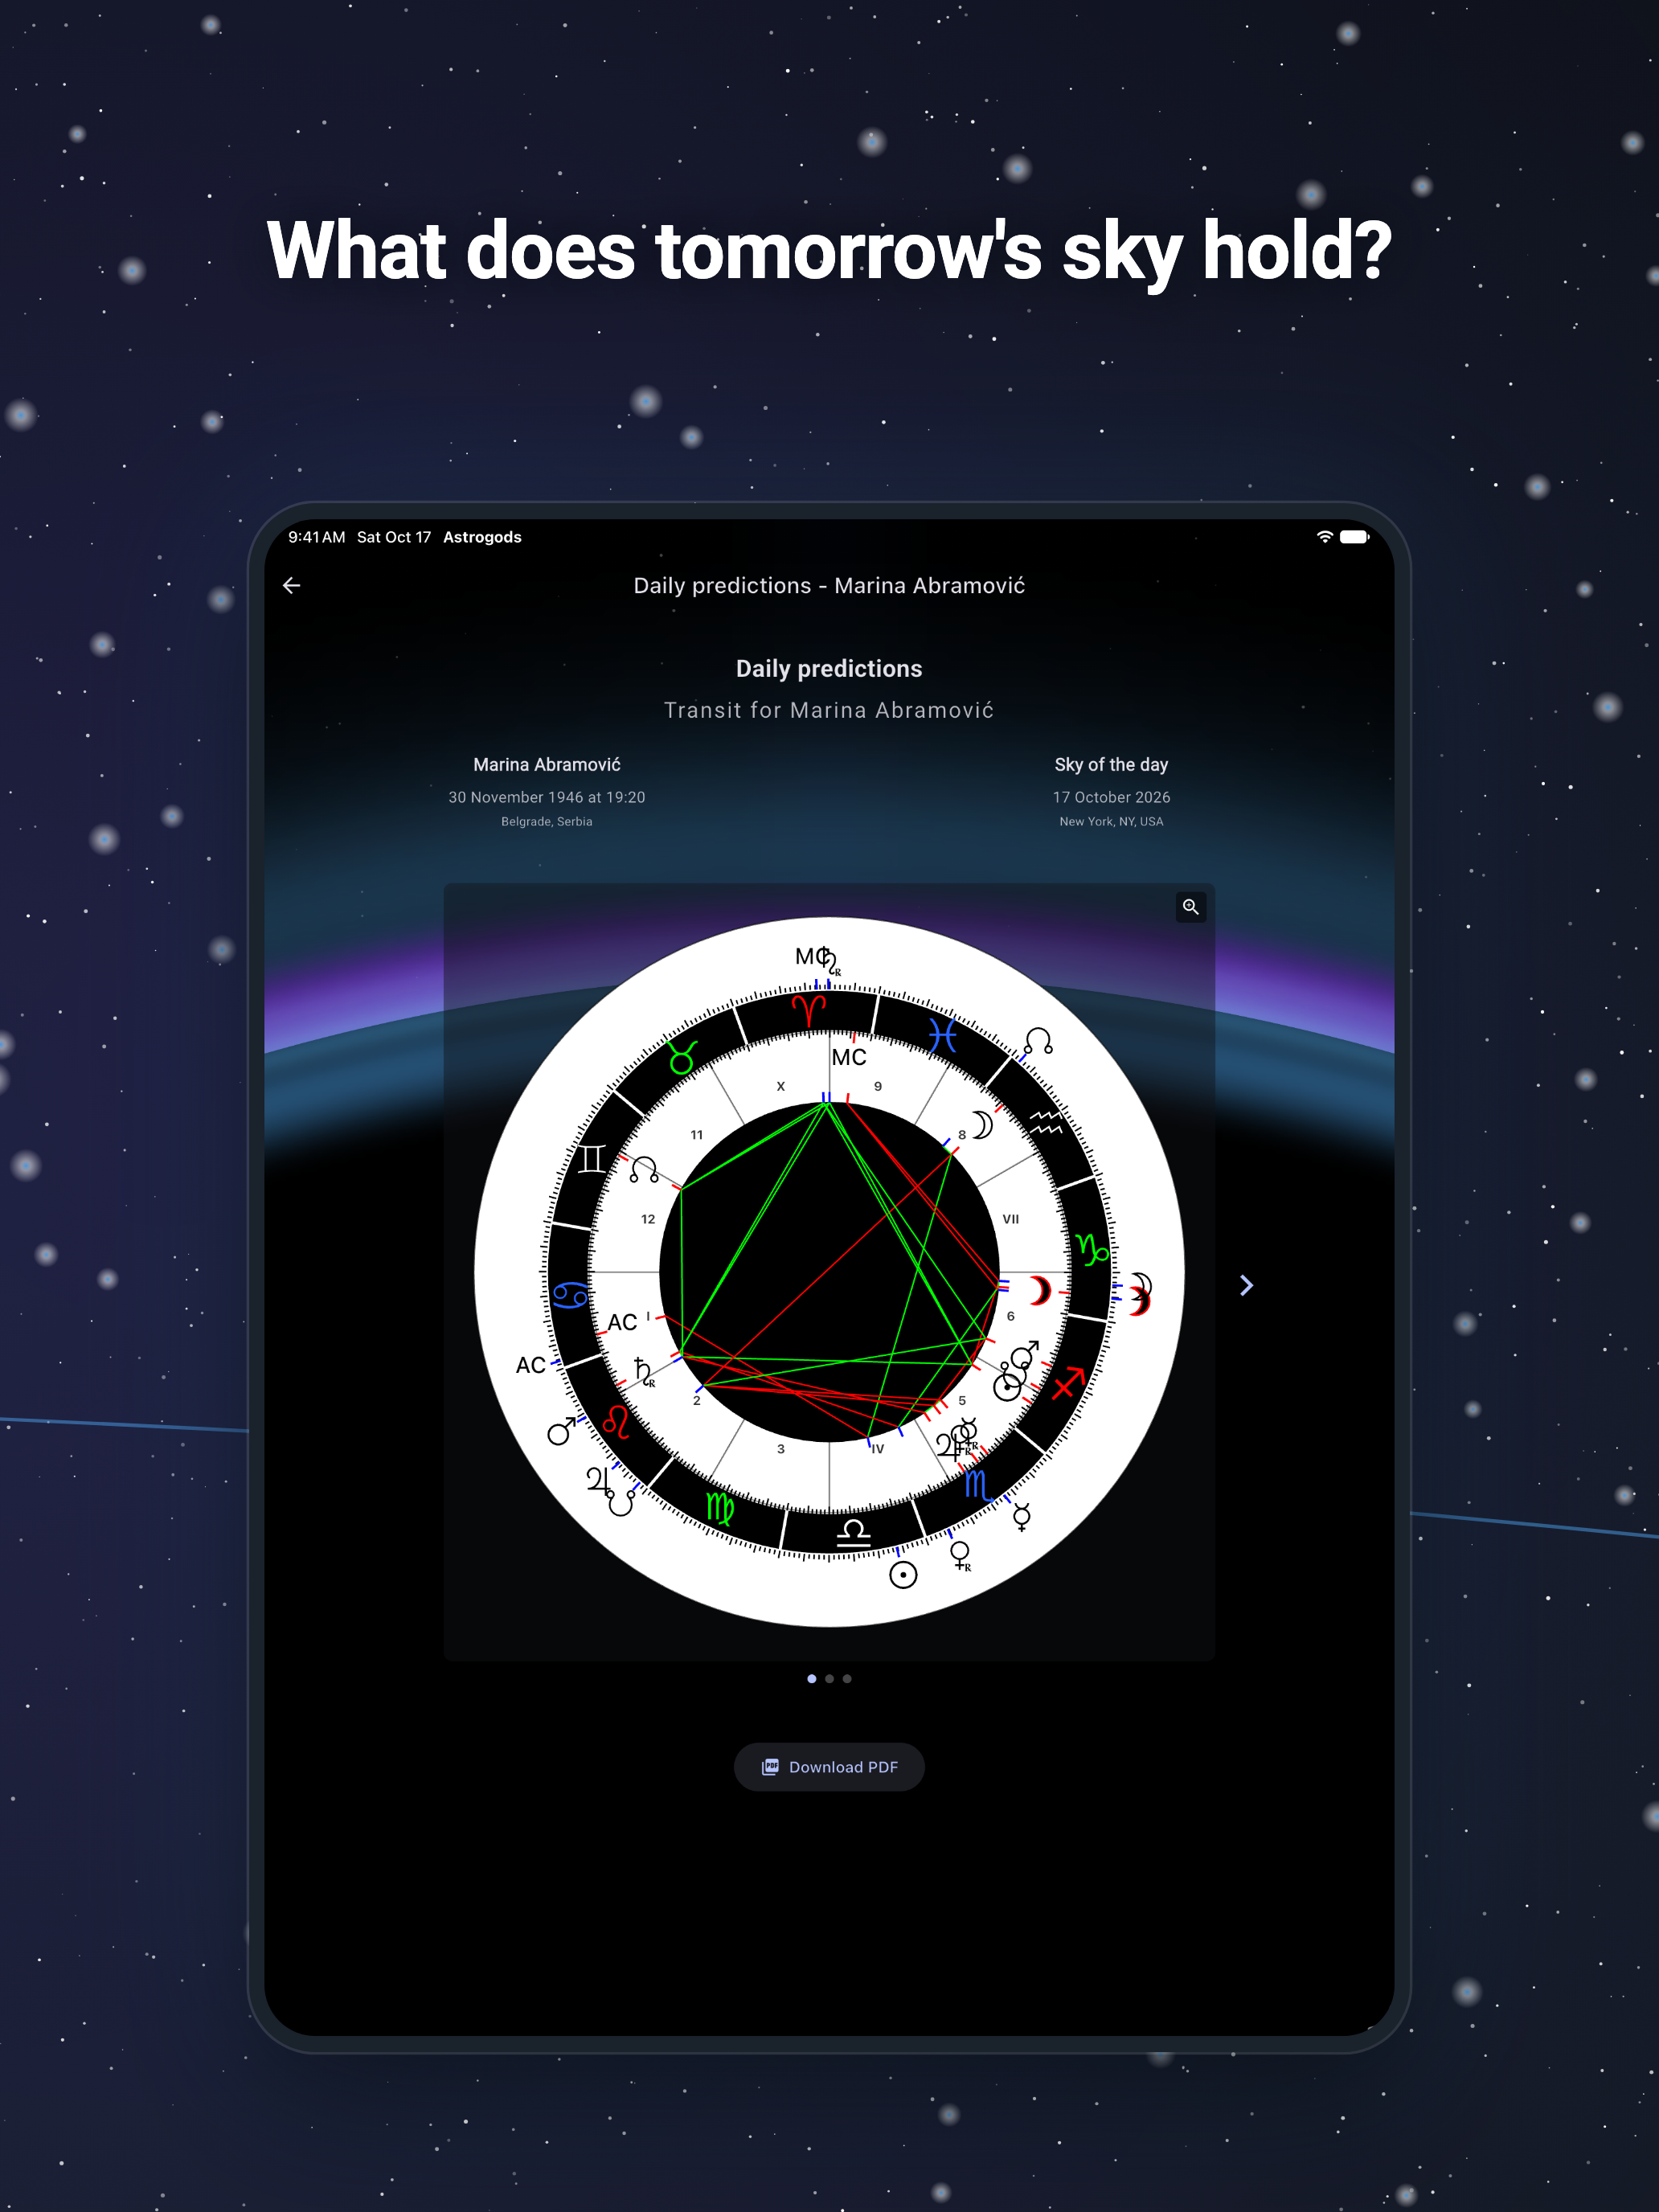 What does tomorrow's sky hold?
9:41 AM Sat Oct 17 Astrogods
Daily predictions - Marina Abramović
Daily predictions
Transit for Marina Abramović
Marina Abramović
30 November 1946 at 19:20
Belgrade, Serbia
Sky of the day
17 October 2026
New York, NY, USA
MC
R
MC
X
9
11
8
12
VII
I
AC
6
AC
R
2
5
3
IV
R
R
R
Download PDF